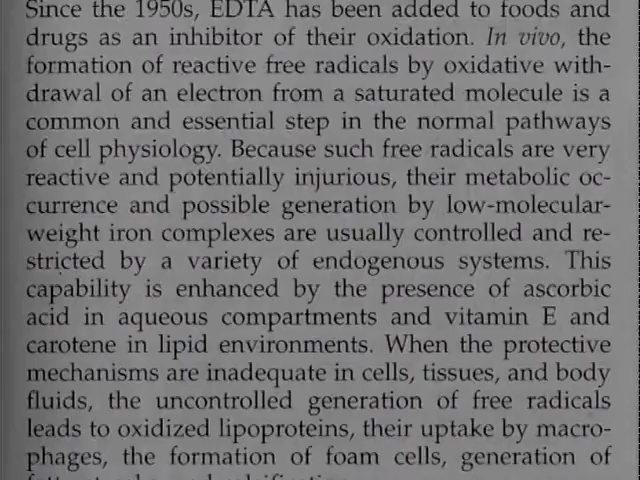 Since the 1950s, EDTA has been added to foods and
drugs as an inhibitor of their oxidation. In vivo, the
formation of reactive free radicals by oxidative with-
drawal of an electron from a saturated molecule is a
common and essential step in the normal pathways
of cell physiology. Because such free radicals are very
reactive and potentially injurious, their metabolic oc-
currence and possible generation by low-molecular-
weight iron complexes are usually controlled and re-
stricted by a variety of endogenous systems. This
capability is enhanced by the presence of ascorbic
acid in aqueous compartments and vitamin E and
carotene in lipid environments. When the protective
mechanisms are inadequate in cells, tissues, and body
fluids, the uncontrolled generation of free radicals
leads to oxidized lipoproteins, their uptake by macro-
phages, the formation of foam cells, generation of